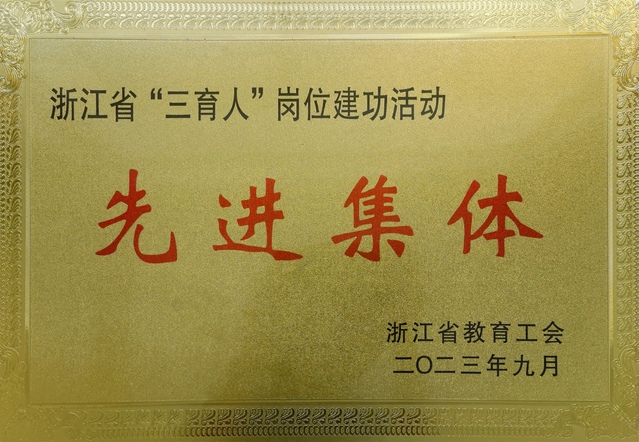 浙江省“三育人”岗位建功活动
先进集体
浙江省教育工会
二〇二三年九月